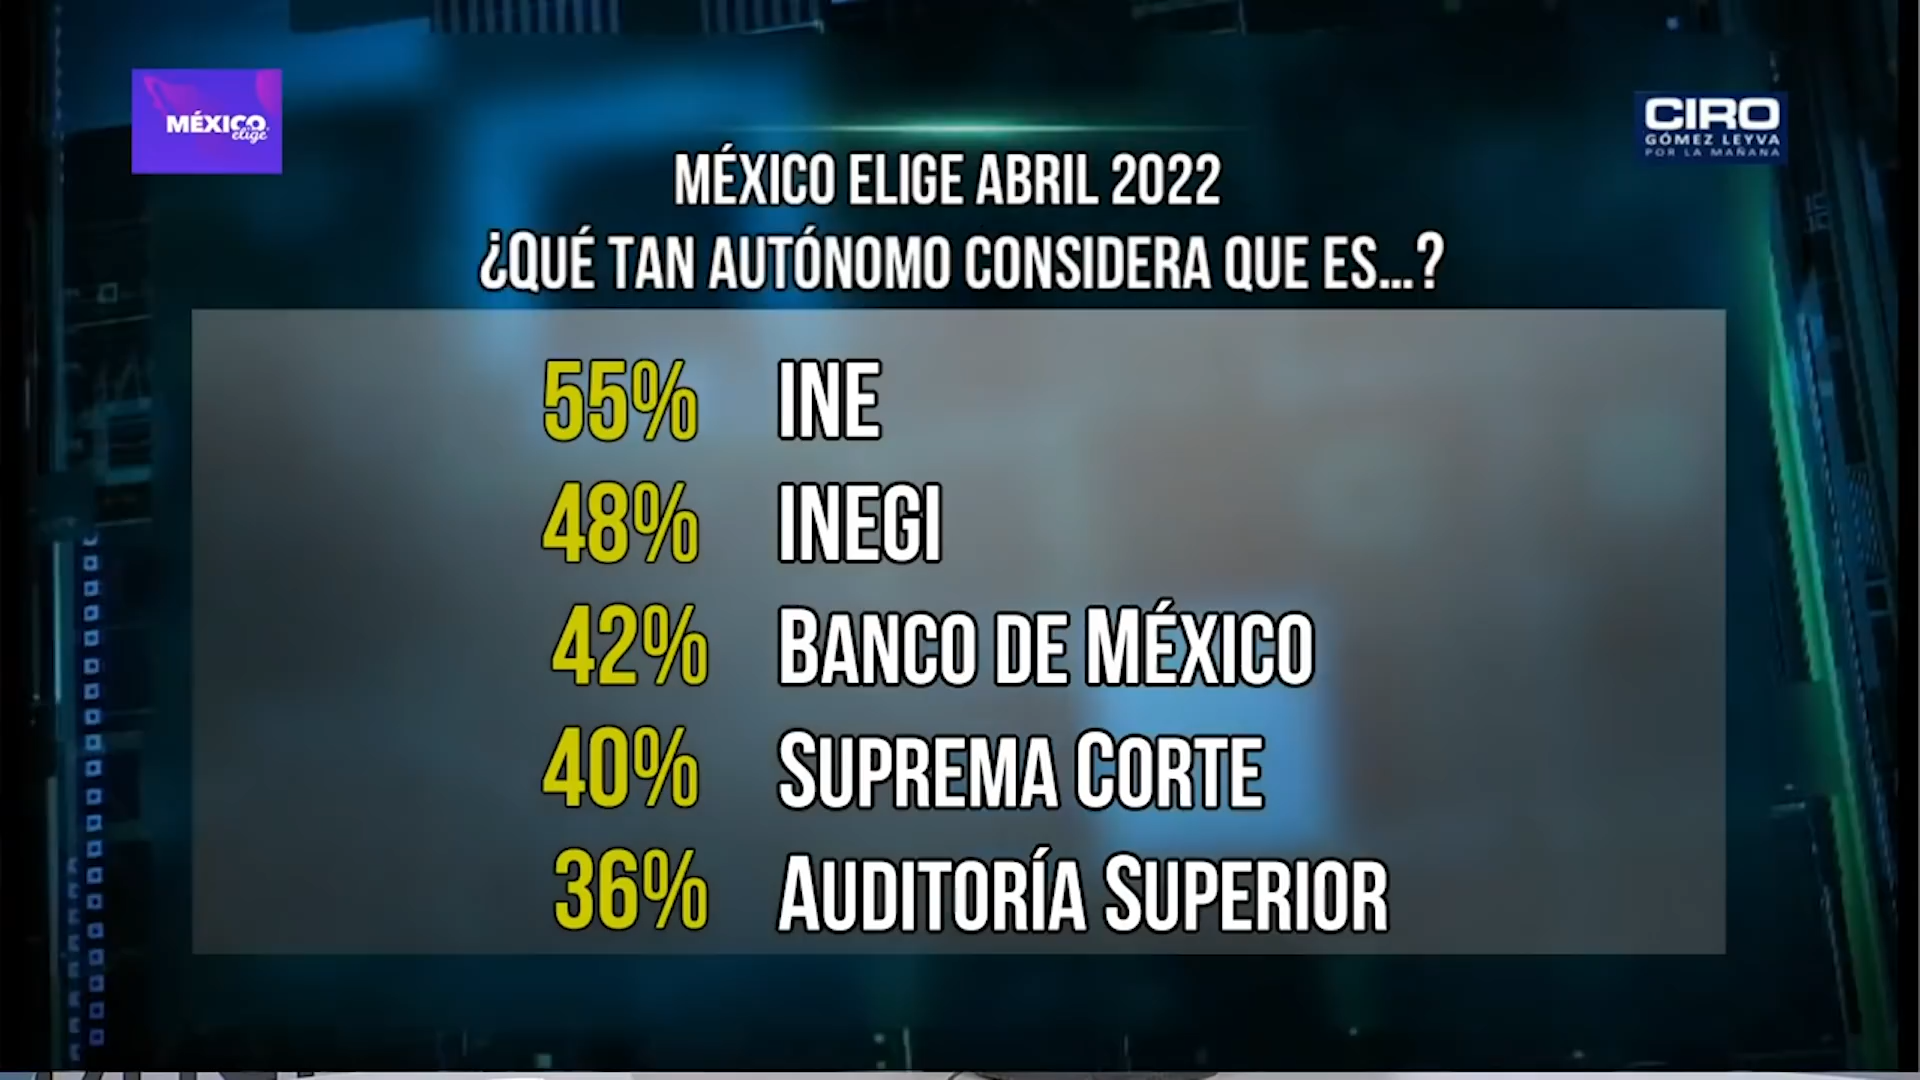 MÉXICO
elige
CIRO
GÓMEZ LEYVA
POR LA MAÑANA
MÉXICO ELIGE ABRIL 2022
¿QUÉ TAN AUTÓNOMO CONSIDERA QUE ES...?
55% INE
48% INEGI
42% BANCO DE MÉXICO
40% SUPREMA CORTE
36% AUDITORÍA SUPERIOR